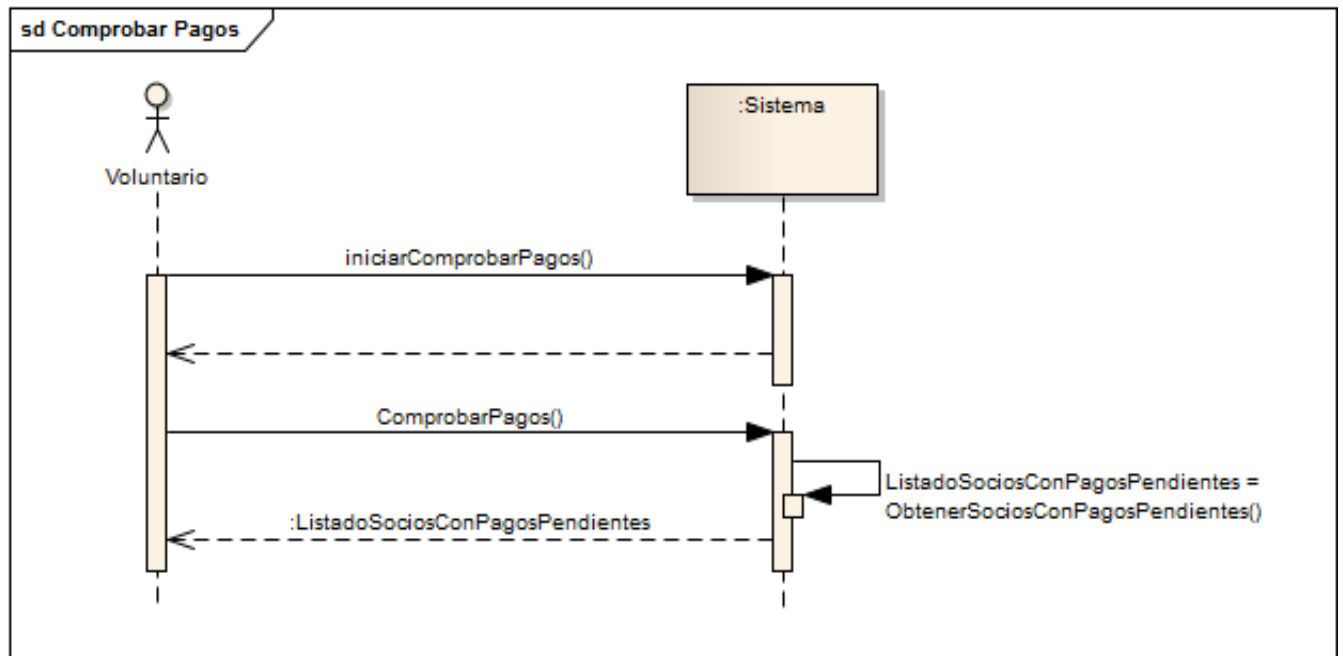 sd Comprobar Pagos
:Sistema
Voluntario
iniciarComprobarPagos()
ComprobarPagos()
ListadoSociosConPagosPendientes =
ObtenerSociosConPagosPendientes()
:ListadoSociosConPagosPendientes